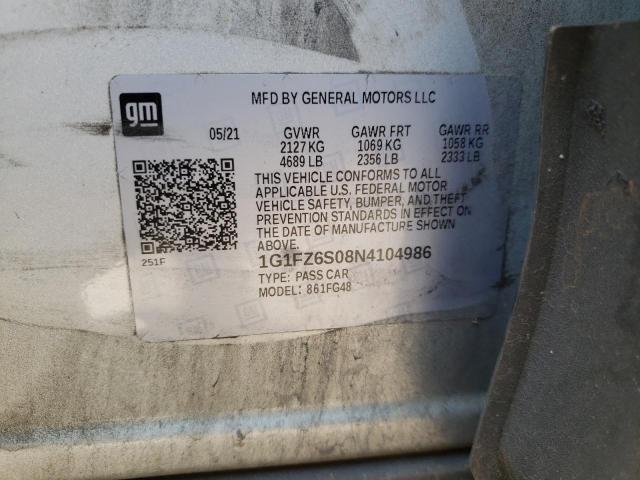 gm
MFD BY GENERAL MOTORS LLC
05/21 GVWR GAWR FRT GAWR RR
2127 KG 1069 KG 1058 KG
4689 LB 2356 LB 2333 LB
THIS VEHICLE CONFORMS TO ALL
APPLICABLE U.S. FEDERAL MOTOR
VEHICLE SAFETY, BUMPER, AND THEFT
PREVENTION STANDARDS IN EFFECT ON
THE DATE OF MANUFACTURE SHOWN
ABOVE.
251F
1G1FZ6S08N4104986
TYPE: PASS CAR
MODEL: 861FG48